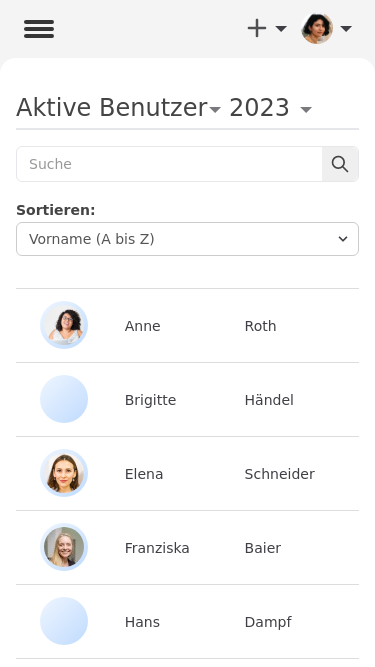 Aktive Benutzer 2023
Suche
Sortieren:
Vorname (A bis Z)
Anne Roth
Brigitte Händel
Elena Schneider
Franziska Baier
Hans Dampf